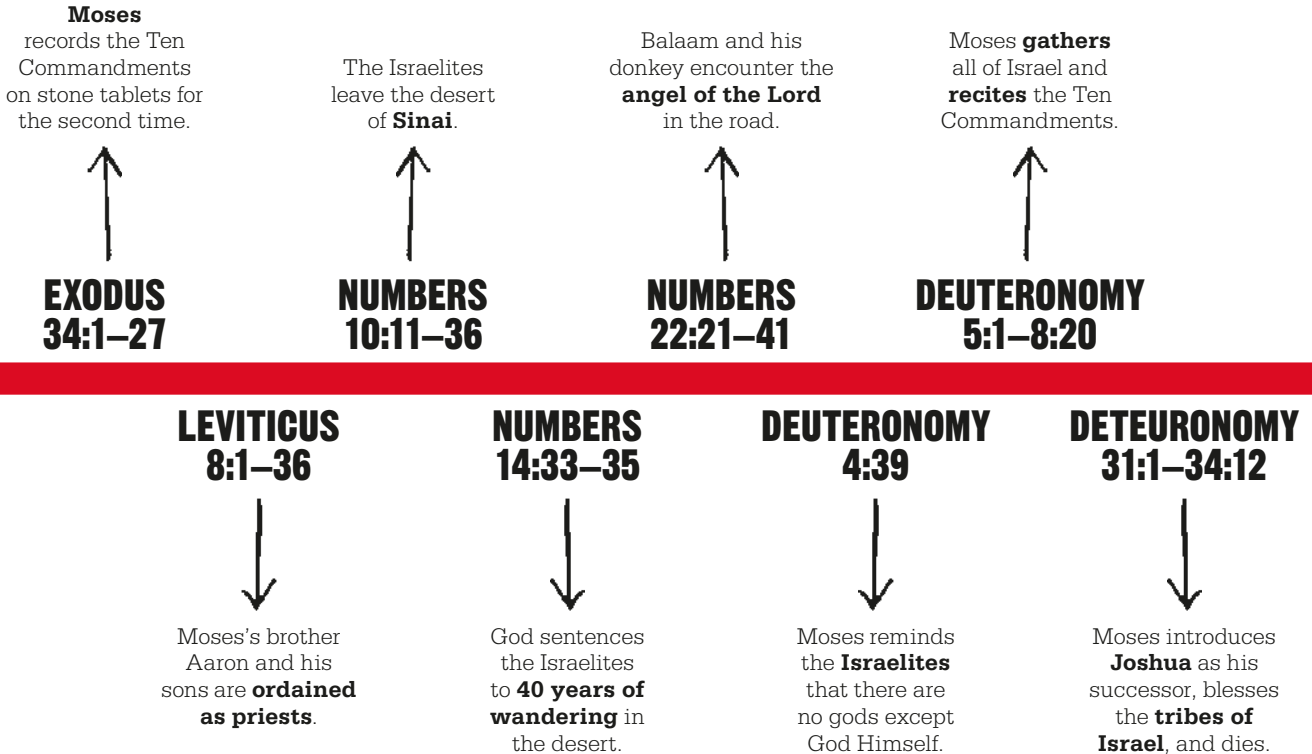 Moses
records the Ten
Commandments
on stone tablets for
the second time.
The Israelites
leave the desert
of Sinai.
Balaam and his
donkey encounter the
angel of the Lord
in the road.
Moses gathers
all of Israel and
recites the Ten
Commandments.
EXODUS
34:1–27
NUMBERS
10:11–36
NUMBERS
22:21–41
DEUTERONOMY
5:1–8:20
LEVITICUS
8:1–36
NUMBERS
14:33–35
DEUTERONOMY
4:39
DETEURONOMY
31:1–34:12
Moses's brother
Aaron and his
sons are ordained
as priests.
God sentences
the Israelites
to 40 years of
wandering in
the desert.
Moses reminds
the Israelites
that there are
no gods except
God Himself.
Moses introduces
Joshua as his
successor, blesses
the tribes of
Israel, and dies.